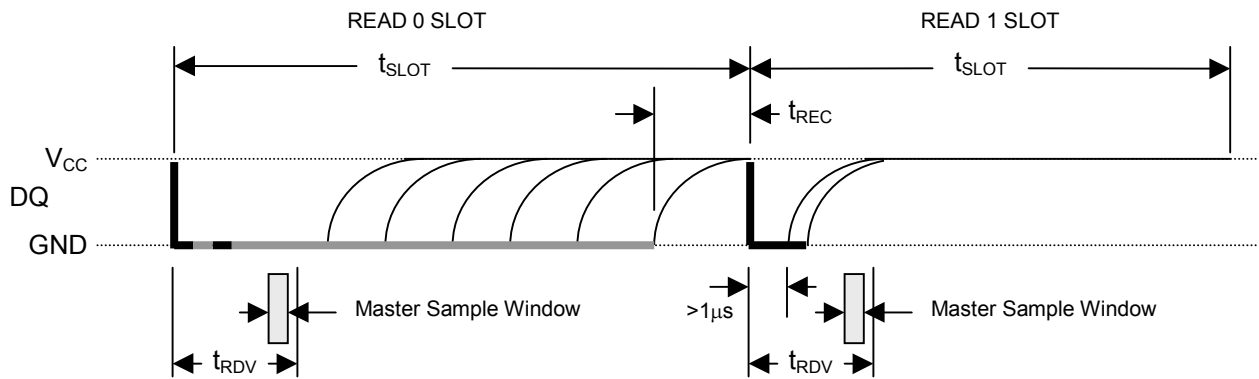 READ 0 SLOT READ 1 SLOT
tSLOT tSLOT
tREC
VCC
DQ
GND
Master Sample Window >1μs Master Sample Window
tRDV tRDV